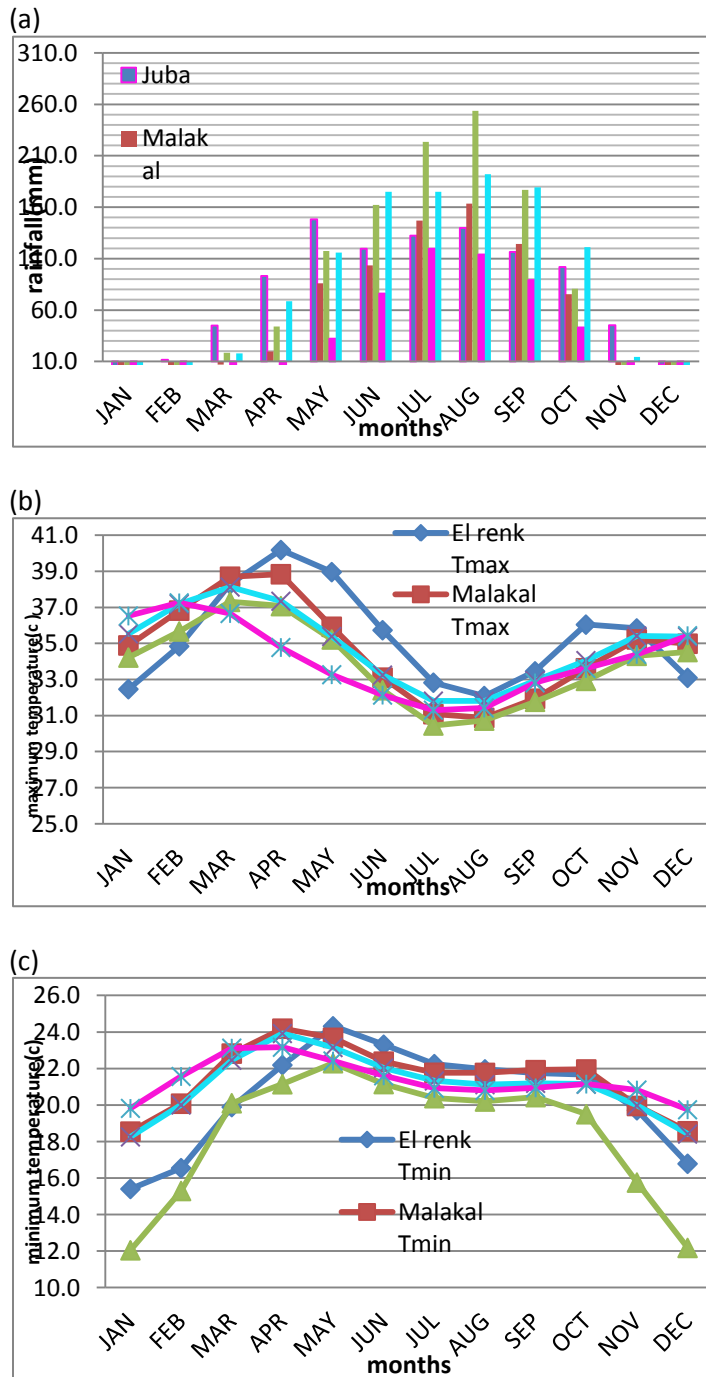 (a)
310.0
260.0
210.0
160.0
110.0
60.0
10.0
rainfall(mm)
Juba
Malak
al
JAN FEB MAR APR MAY JUN JUL AUG SEP OCT NOV DEC
months
(b)
41.0
39.0
37.0
35.0
33.0
31.0
29.0
27.0
25.0
maximum temperature(c )
El renk
Tmax
Malakal
Tmax
JAN FEB MAR APR MAY JUN JUL AUG SEP OCT NOV DEC
months
(c)
26.0
24.0
22.0
20.0
18.0
16.0
14.0
12.0
10.0
minimum temperature(c)
El renk
Tmin
Malakal
Tmin
JAN FEB MAR APR MAY JUN JUL AUG SEP OCT NOV DEC
months